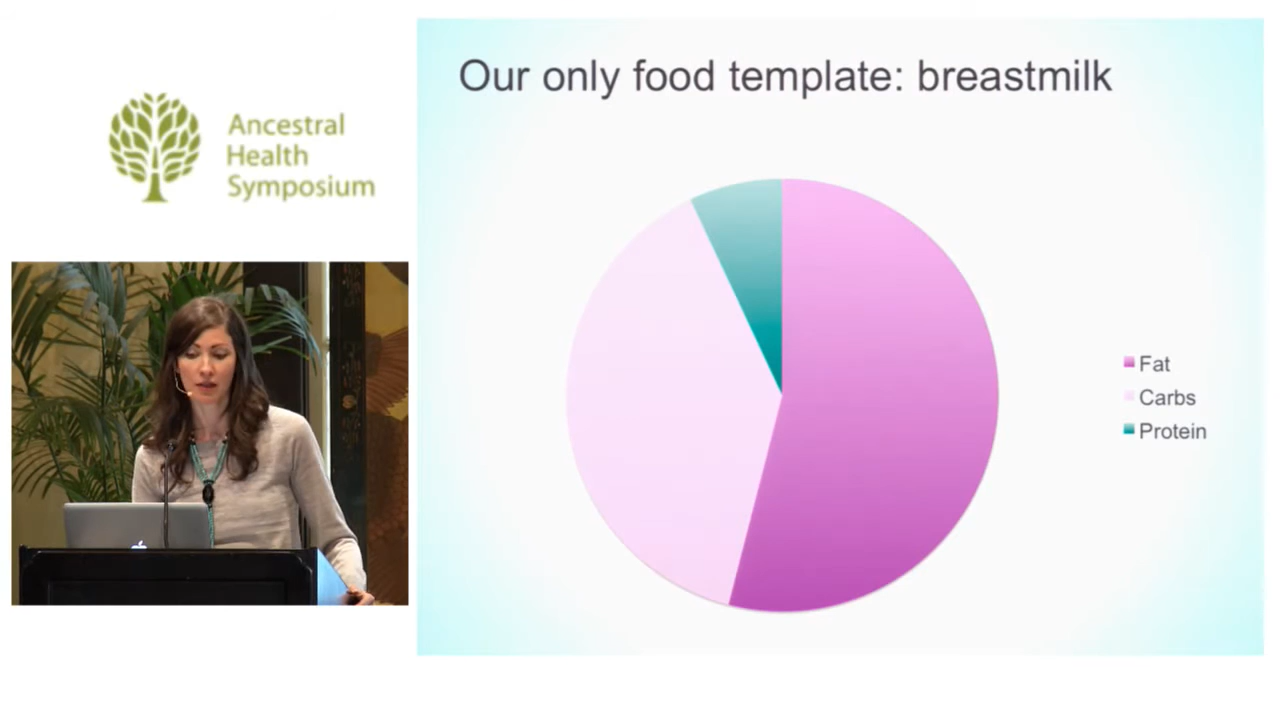 Ancestral
Health
Symposium
Our only food template: breastmilk
Fat
Carbs
Protein